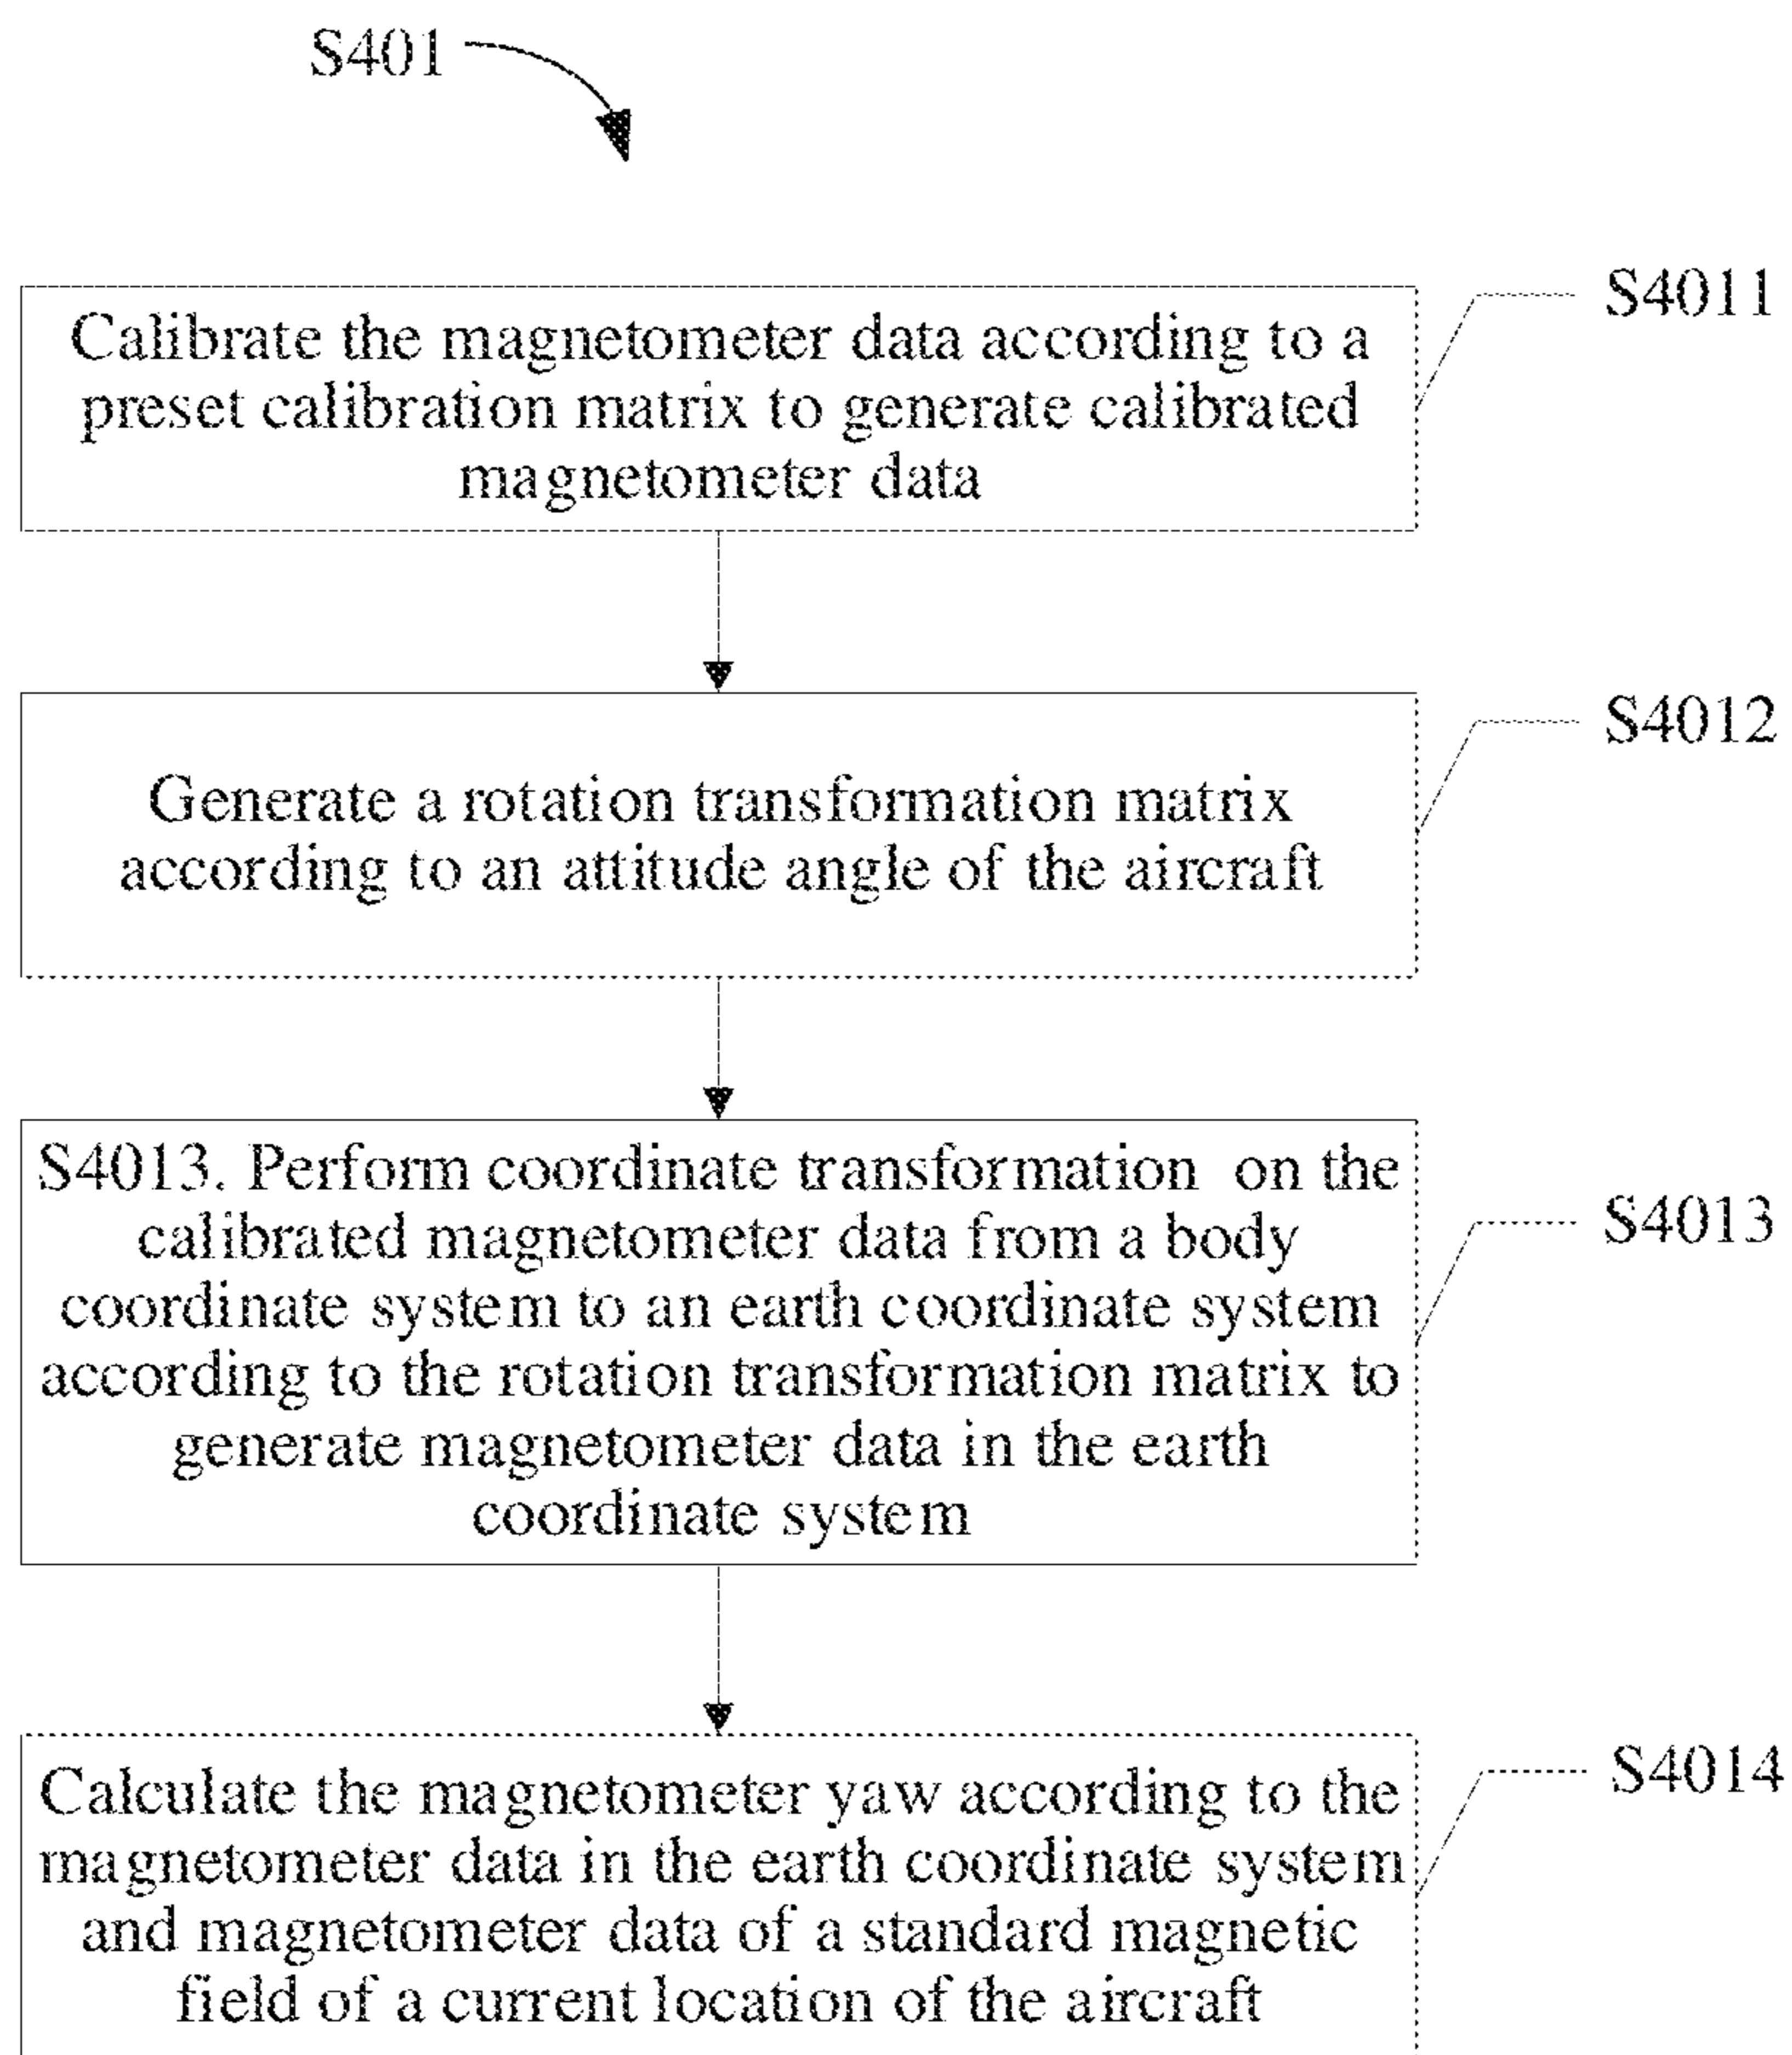 S401
S4011
Calibrate the magnetometer data according to a
preset calibration matrix to generate calibrated
magnetometer data
S4012
Generate a rotation transformation matrix
according to an attitude angle of the aircraft
S4013. Perform coordinate transformation on the
calibrated magnetometer data from a body
coordinate system to an earth coordinate system
according to the rotation transformation matrix to
generate magnetometer data in the earth
coordinate system
S4013
Calculate the magnetometer yaw according to the
magnetometer data in the earth coordinate system
and magnetometer data of a standard magnetic
field of a current location of the aircraft
S4014